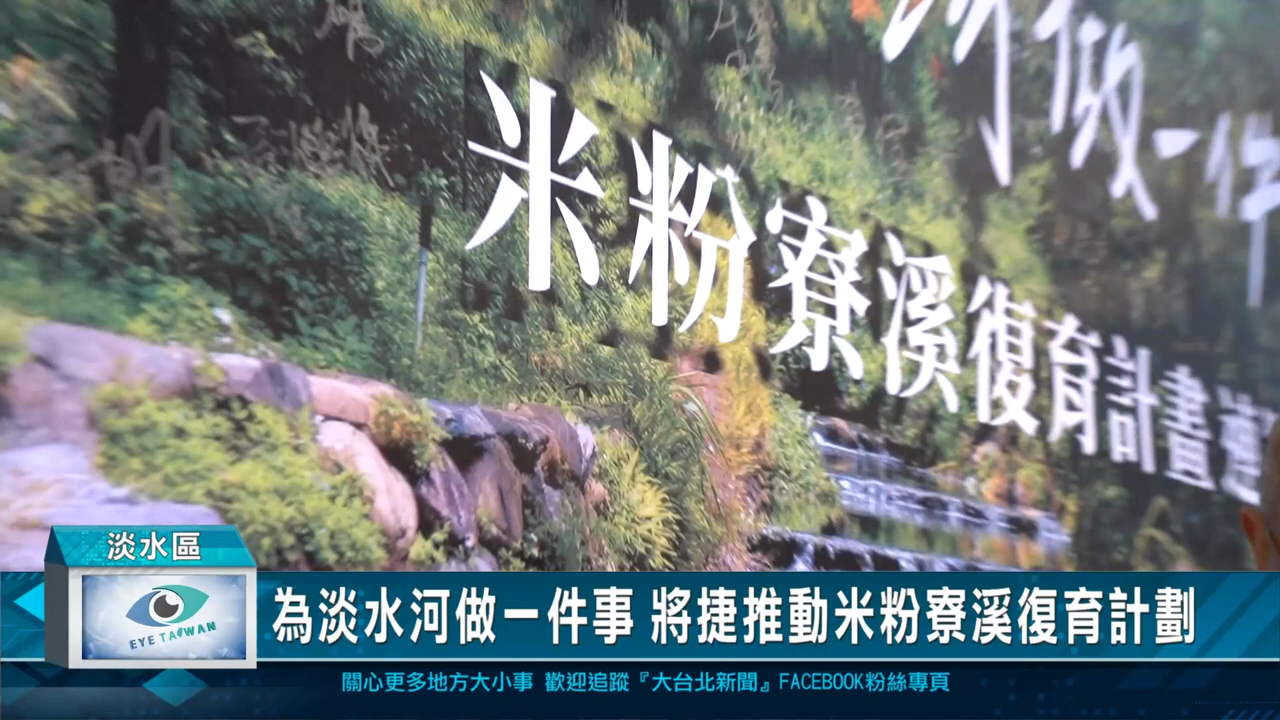 做一件
米粉寮溪復育計畫
淡水區
EYE TAIWAN
為淡水河做一件事 將捷推動米粉寮溪復育計劃
關心更多地方大小事 歡迎追蹤『大台北新聞』FACEBOOK粉絲專頁